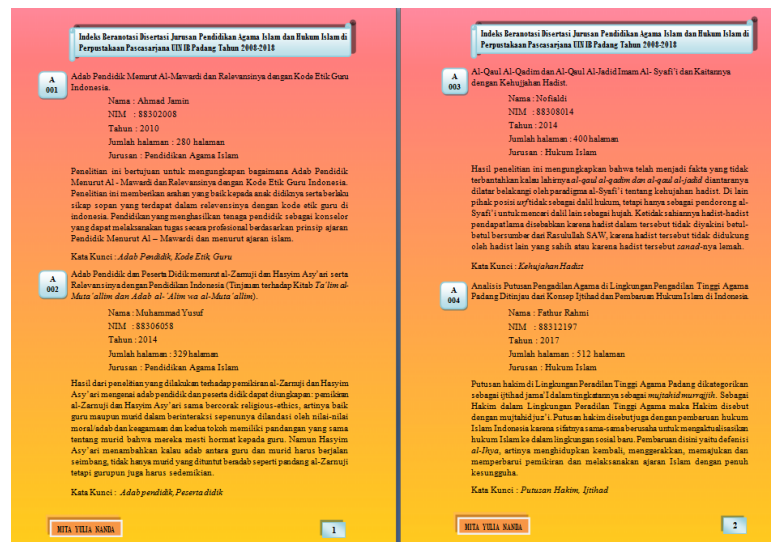 Indeks Beranotasi Disertasi Jurusan Pendidikan Agama Islam dan Hukum Islam di
Perpustakaan Pascasarjana UIN IB Padang Tahun 2008-2018
A
001
Adab Pendidik Menurut Al-Mawardi dan Relevansinya dengan Kode Etik Guru
Indonesia.
Nama : Ahmad Jamin
NIM : 88302008
Tahun : 2010
Jumlah halaman : 280 halaman
Jurusan : Pendidikan Agama Islam
Penelitian ini bertujuan untuk mengungkapkan bagaimana Adab Pendidik
Menurut Al - Mawardi dan Relevansinya dengan Kode Etik Guru Indonesia.
Penelitian ini memberikan arahan yang baik kepada anak didiknya serta berlaku
sikap sopan yang terdapat dalam relevensinya dengan kode etik guru di
indonesia. Pendidikan yang menghasilkan tenaga pendidik sebagai konselor
yang dapat melaksanakan tugas secara profesional berdasarkan prinsip ajaran
Pendidik Menurut Al – Mawardi dan menurut ajaran islam.
Kata Kunci : Adab Pendidik, Kode Etik, Guru
A
002
Adab Pendidik dan Peserta Didik menurut al-Zarnuji dan Hasyim Asy'ari serta
Relevansinya dengan Pendidikan Indonesia (Tinjauan terhadap Kitab Ta'lim al-
Muta'allim dan Adab al-'Alim wa al-Muta'allim).
Nama : Muhammad Yusuf
NIM : 88306058
Tahun : 2014
Jumlah halaman : 329 halaman
Jurusan : Pendidikan Agama Islam
Hasil dari penelitian yang dilakukan terhadap pemikiran al-Zarnuji dan Hasyim
Asy'ari mengenai adab pendidik dan peserta didik dapat diungkapan: pemikiran
al-Zarnuji dan Hasyim Asy'ari sama bercorak religious-ethics, artinya baik
guru maupun murid dalam berinteraksi sepenunya dilandasi oleh nilai-nilai
moral/adab dan keagamaan dan kedua tokoh memiliki pandangan yang sama
tentang murid bahwa mereka mesti hormat kepada guru. Namun Hasyim
Asy'ari menambahkan kalau adab antara guru dan murid harus berjalan
seimbang, tidak hanya murid yang dituntut beradab seperti pandang al-Zarnuji
tetapi gurupun juga harus sedemikian.
Kata Kunci : Adab pendidik, Peserta didik
MITA YULIA NANDA
1
Indeks Beranotasi Disertasi Jurusan Pendidikan Agama Islam dan Hukum Islam di
Perpustakaan Pascasarjana UIN IB Padang Tahun 2008-2018
A
003
Al-Qaul Al-Qadim dan Al-Qaul Al-Jadid Imam Al- Syafi'i dan Kaitannya
dengan Kehujjahan Hadist.
Nama : Nofialdi
NIM : 88308014
Tahun : 2014
Jumlah halaman : 400 halaman
Jurusan : Hukum Islam
Hasil penelitian ini mengungkapkan bahwa telah menjadi fakta yang tidak
terbantahkan kalau lahirnya al-qaul al-qadim dan al-qaul al-jadid diantaranya
dilatar belakangi oleh paradigma al-Syafi'i tentang kehujahan hadist. Di lain
pihak posisi urf tidak sebagai dalil hukum, tetapi hanya sebagai pendorong al-
Syafi'i untuk mencari dalil lain sebagai hujah. Ketidak sahiannya hadist-hadist
pendapat lama disebabkan karena hadist dalam tersebut tidak diyakini betul-
betul bersumber dari Rasulullah SAW, karena hadist tersebut tidak didukung
oleh hadist lain yang sahih atau karena hadist tersebut sanad-nya lemah.
Kata Kunci : Kehujahan Hadist
A
004
Analisis Putusan Pengadilan Agama di Lingkungan Pengadilan Tinggi Agama
Padang Ditinjau dari Konsep Ijtihad dan Pembaruan Hukum Islam di Indonesia.
Nama : Fathur Rahmi
NIM : 88312197
Tahun : 2017
Jumlah halaman : 512 halaman
Jurusan : Hukum Islam
Putusan hakim di Lingkungan Peradilan Tinggi Agama Padang dikategorikan
sebagai ijtihad jama'I dalam tingkatannya sebagai mujtahid murrajjih. Sebagai
Hakim dalam Lingkungan Peradilan Tinggi Agama maka Hakim disebut
dengan mujtahid juz'i. Putusan hakim disebut juga dengan pembaruan hukum
Islam Indonesia karena sifatnya sama-sama berusaha untuk mengaktualisasikan
hukum Islam ke dalam lingkungan sosial baru. Pembaruan disini yaitu defenisi
al-Ihya, artinya menghidupkan kembali, menggerakkan, memajukan dan
memperbarui pemikiran dan melaksanakan ajaran Islam dengan penuh
kesungguha.
Kata Kunci : Putusan Hakim, Ijtihad
MITA YULIA NANDA
2